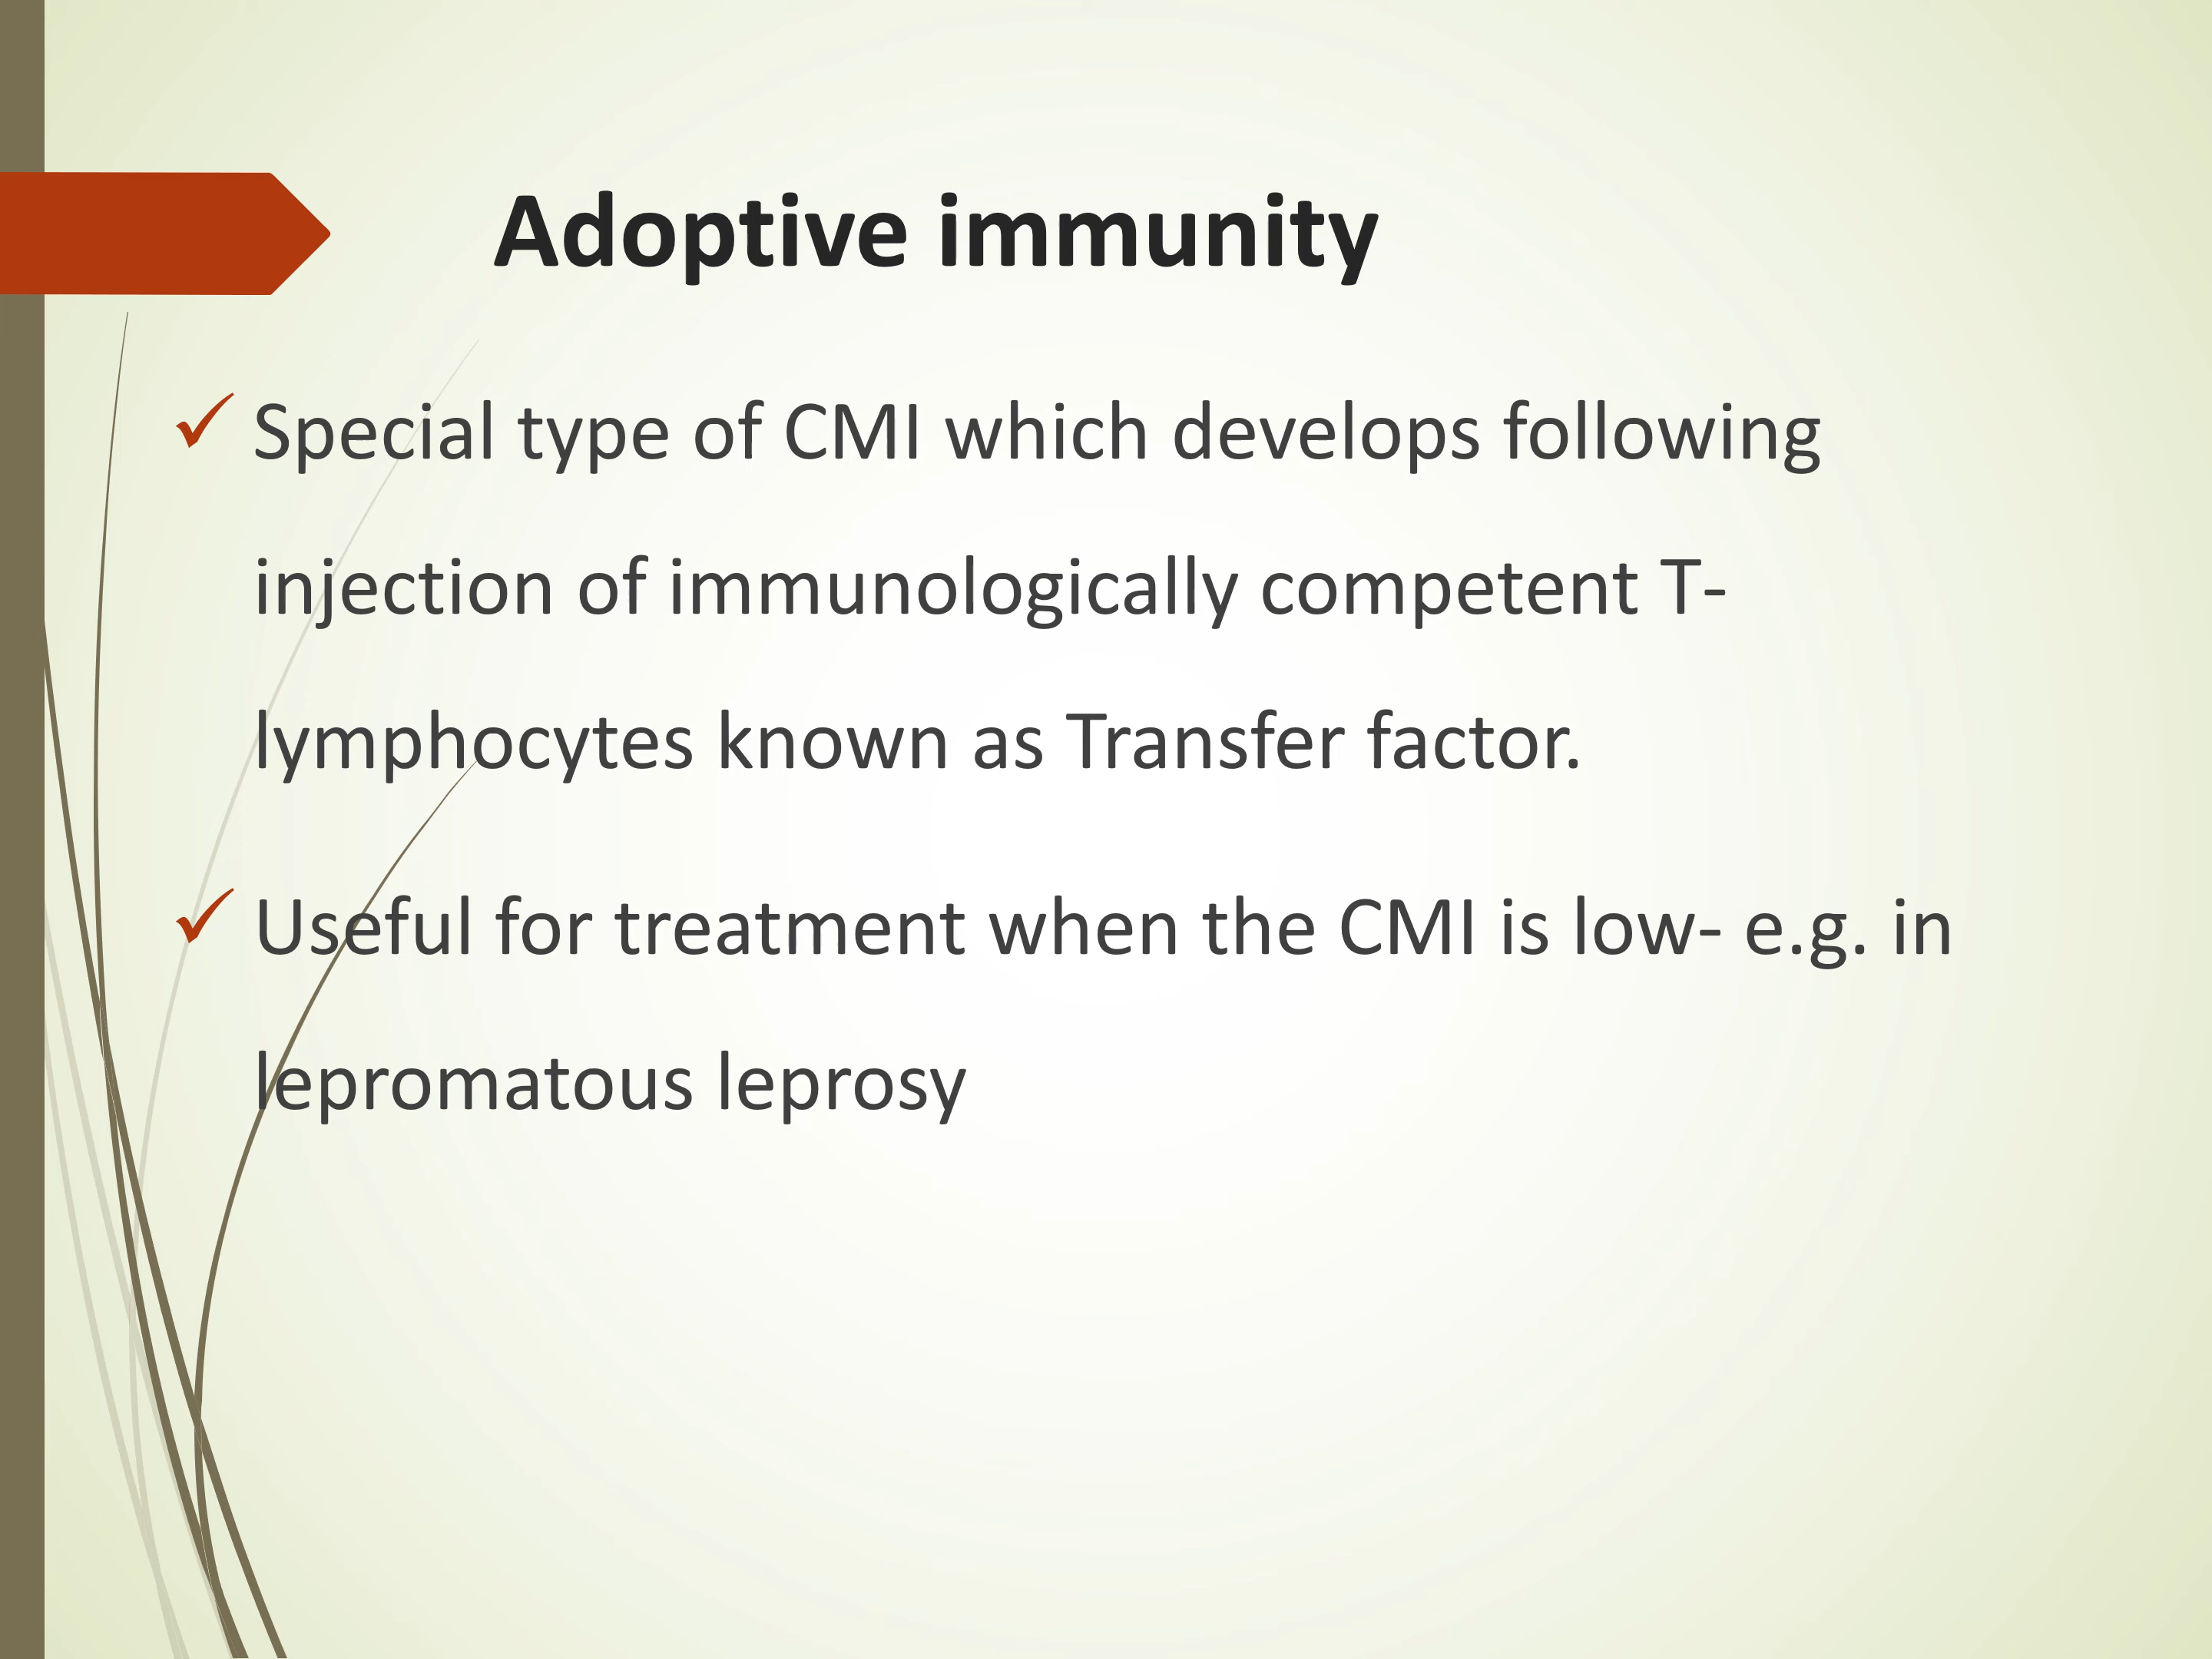 Adoptive immunity
Special type of CMI which develops following
injection of immunologically competent T-
lymphocytes known as Transfer factor.
Useful for treatment when the CMI is low- e.g. in
lepromatous leprosy